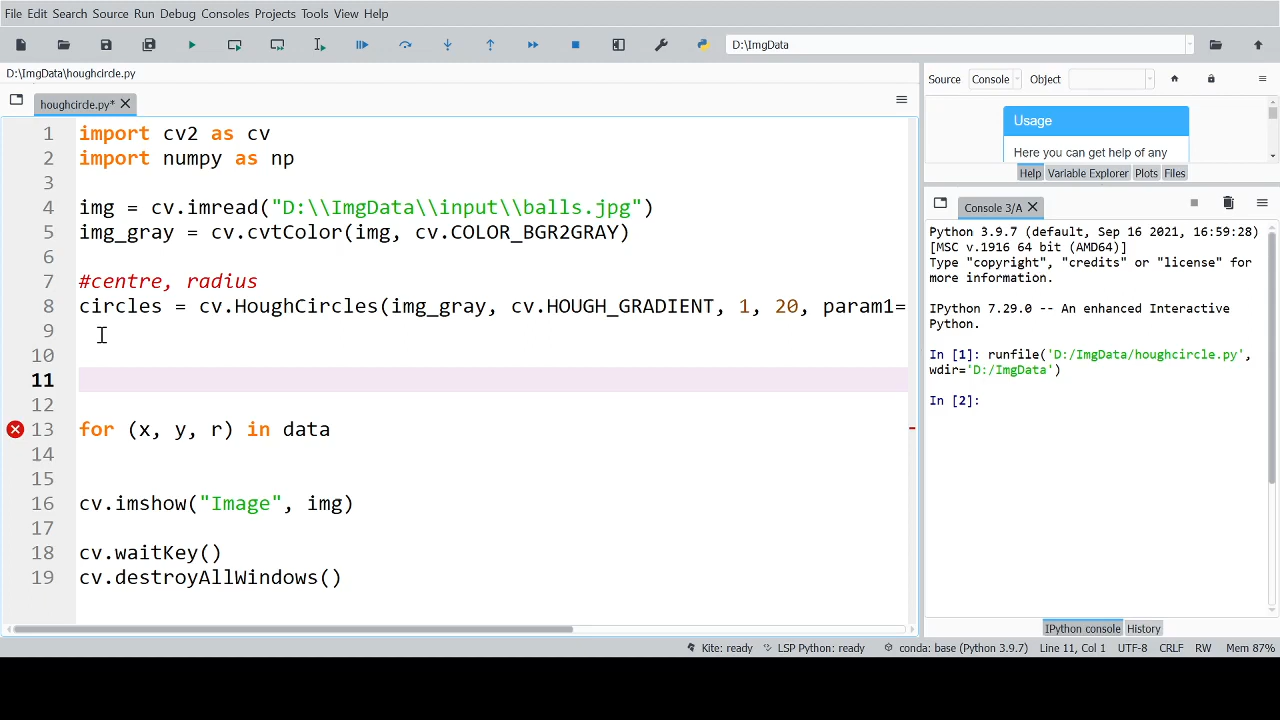 File Edit Search Source Run Debug Consoles Projects Tools View Help
D:\ImgData
D:\ImgData\houghcircle.py
houghcircle.py*
1 import cv2 as cv
2 import numpy as np
3
4 img = cv.imread("D:\\ImgData\\input\\balls.jpg")
5 img_gray = cv.cvtColor(img, cv.COLOR_BGR2GRAY)
6
7 #centre, radius
8 circles = cv.HoughCircles(img_gray, cv.HOUGH_GRADIENT, 1, 20, param1=
9
10
11
12
13 for (x, y, r) in data
14
15
16 cv.imshow("Image", img)
17
18 cv.waitKey()
19 cv.destroyAllWindows()
Source Console Object
Usage
Here you can get help of any
Help Variable Explorer Plots Files
Console 3/A
Python 3.9.7 (default, Sep 16 2021, 16:59:28)
[MSC v.1916 64 bit (AMD64)]
Type "copyright", "credits" or "license" for
more information.
IPython 7.29.0 -- An enhanced Interactive
Python.
In [1]: runfile('D:/ImgData/houghcircle.py',
wdir='D:/ImgData')
In [2]:
IPython console History
Kite: ready LSP Python: ready conda: base (Python 3.9.7) Line 11, Col 1 UTF-8 CRLF RW Mem 87%